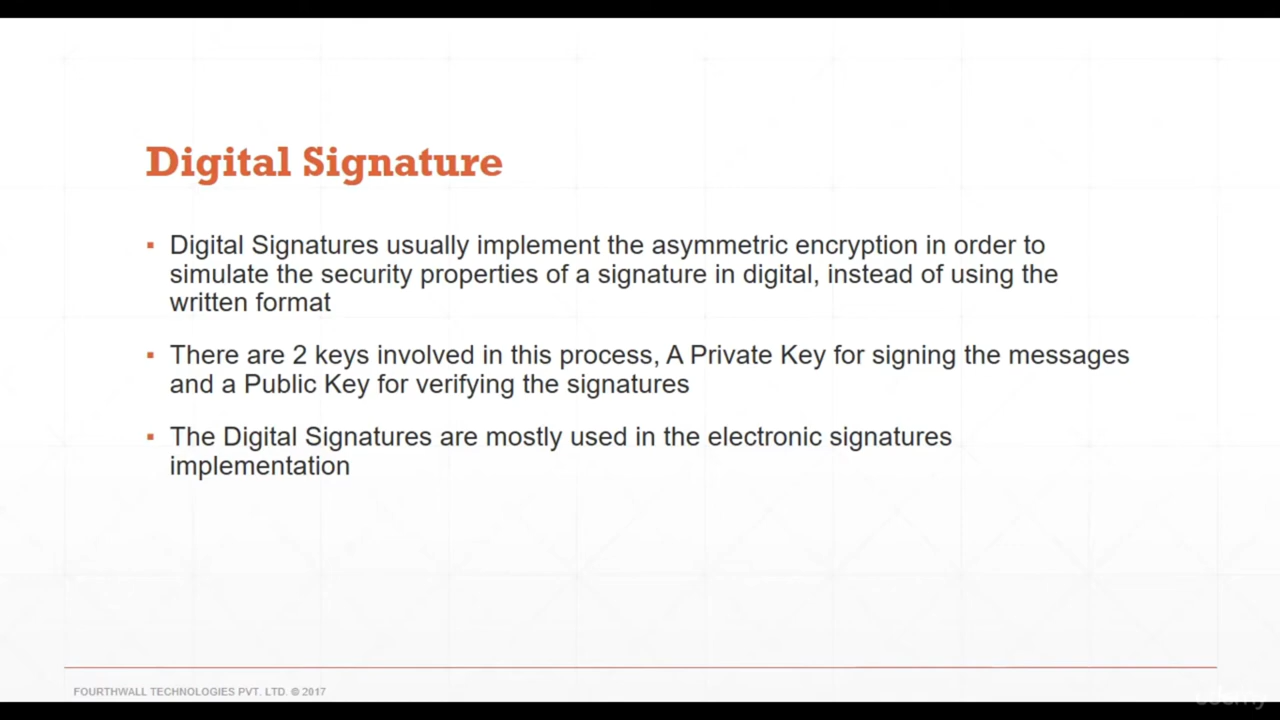 Digital Signature
▪ Digital Signatures usually implement the asymmetric encryption in order to
simulate the security properties of a signature in digital, instead of using the
written format
▪ There are 2 keys involved in this process, A Private Key for signing the messages
and a Public Key for verifying the signatures
▪ The Digital Signatures are mostly used in the electronic signatures
implementation
FOURTHWALL TECHNOLOGIES PVT. LTD. © 2017
udemy